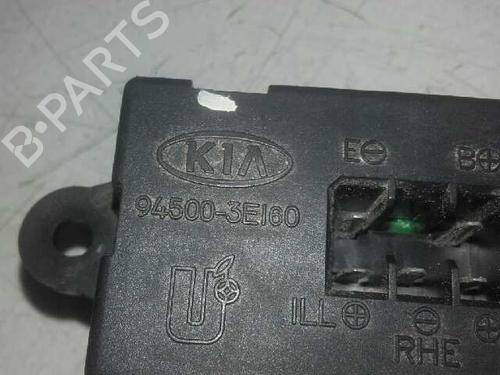 B-PARTS
KIA
94500-3E160
E⊖ B⊕
ILL⊕ ⊖ ⊕
RHE
U